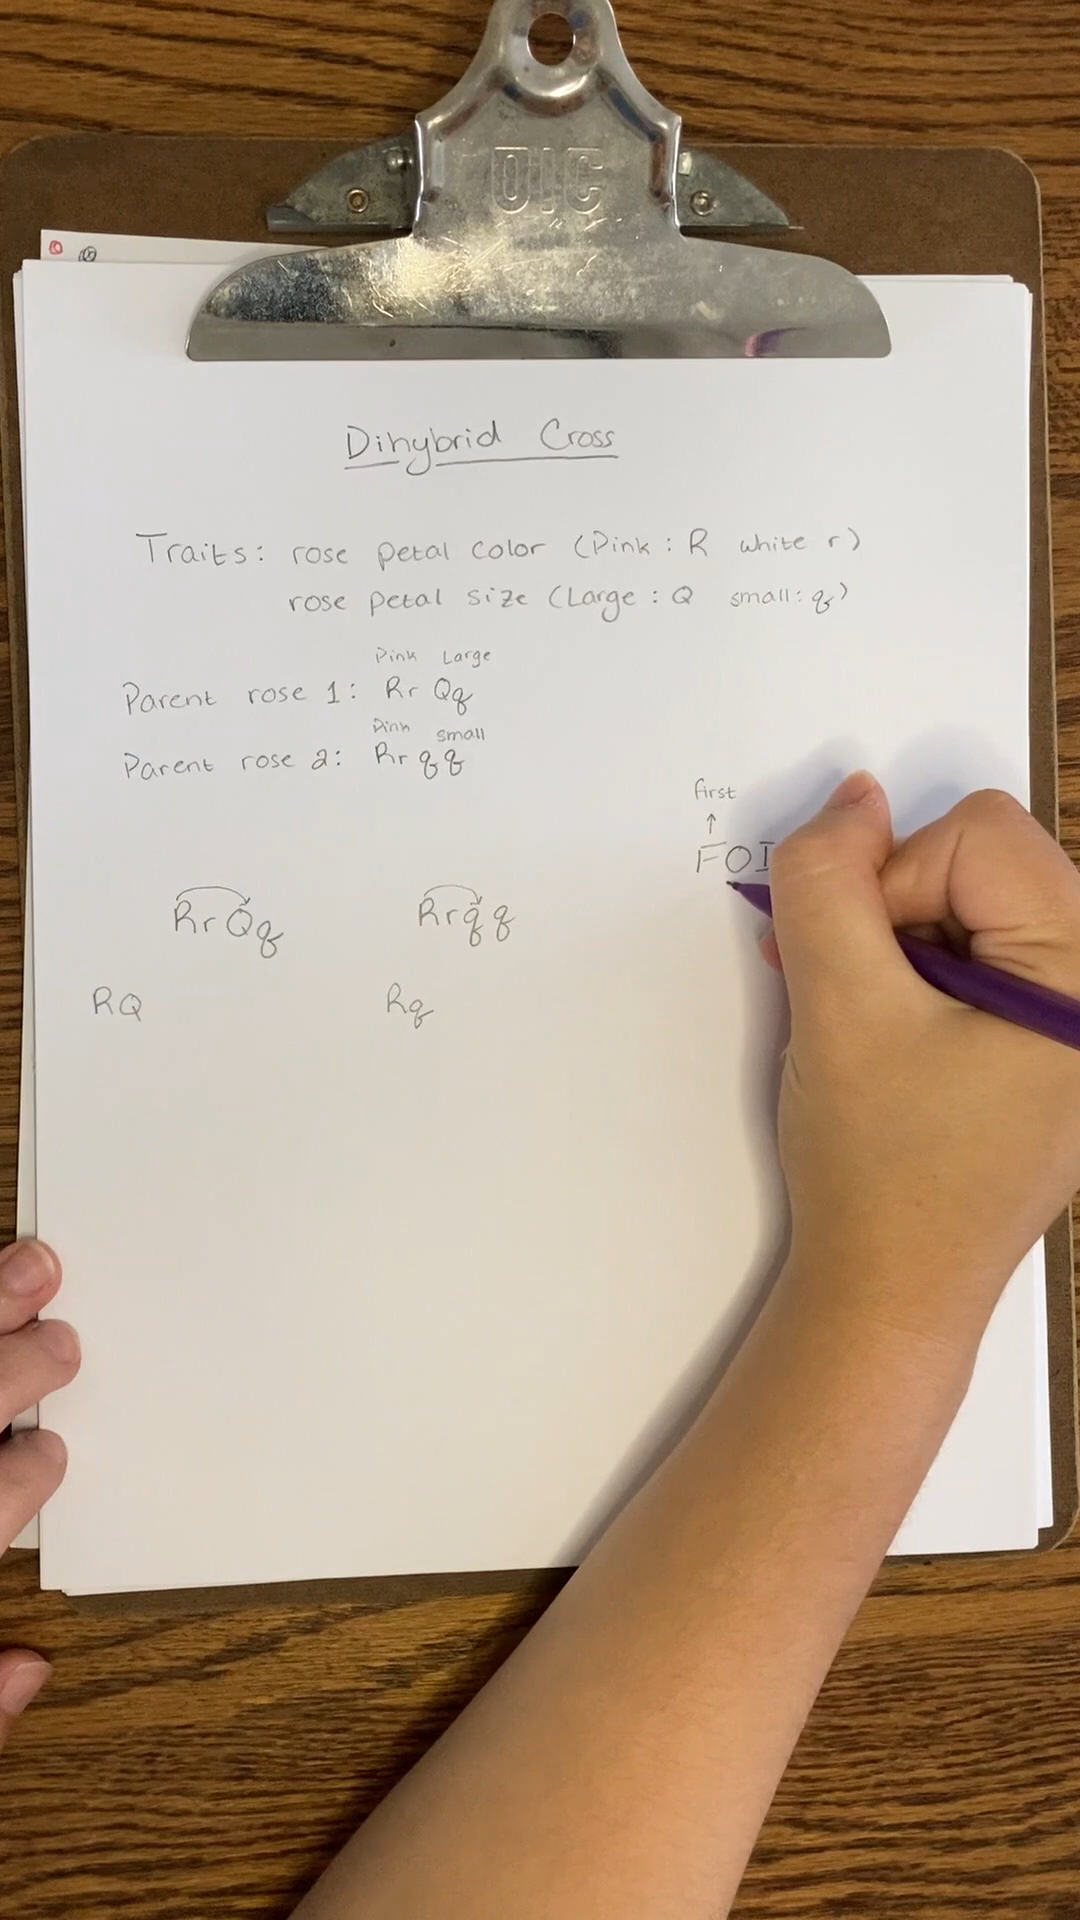 OIC
Dihybrid Cross
Traits: rose petal color (Pink: R white r)
rose petal size (Large: Q small: q)
Pink Large
Parent rose 1: Rr Qq
Pink small
Parent rose 2: Rr qq
first
↑
FOI
RrQq Rrqq
RQ Rq